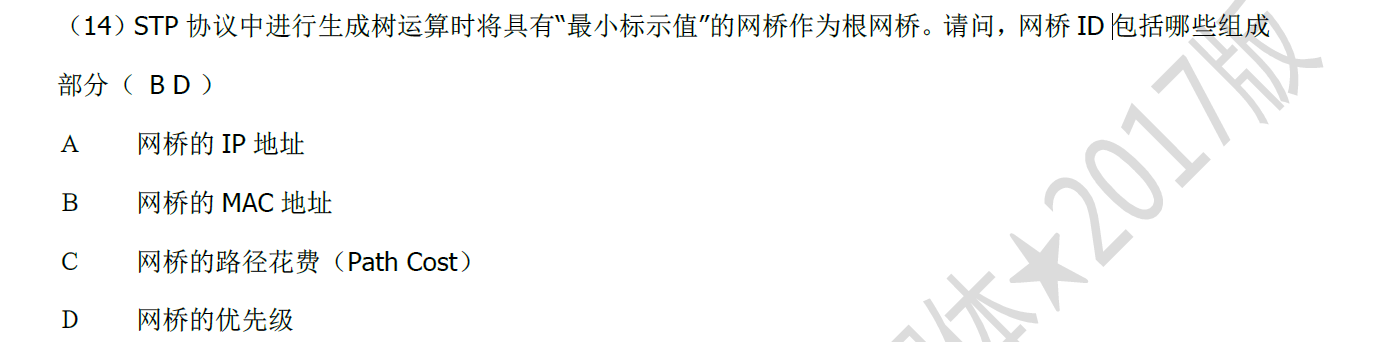 （14）STP 协议中进行生成树运算时将具有“最小标示值”的网桥作为根网桥。请问，网桥 ID 包括哪些组成
部分（ B D ）
A 网桥的 IP 地址
B 网桥的 MAC 地址
C 网桥的路径花费（Path Cost）
D 网桥的优先级
体★2017版